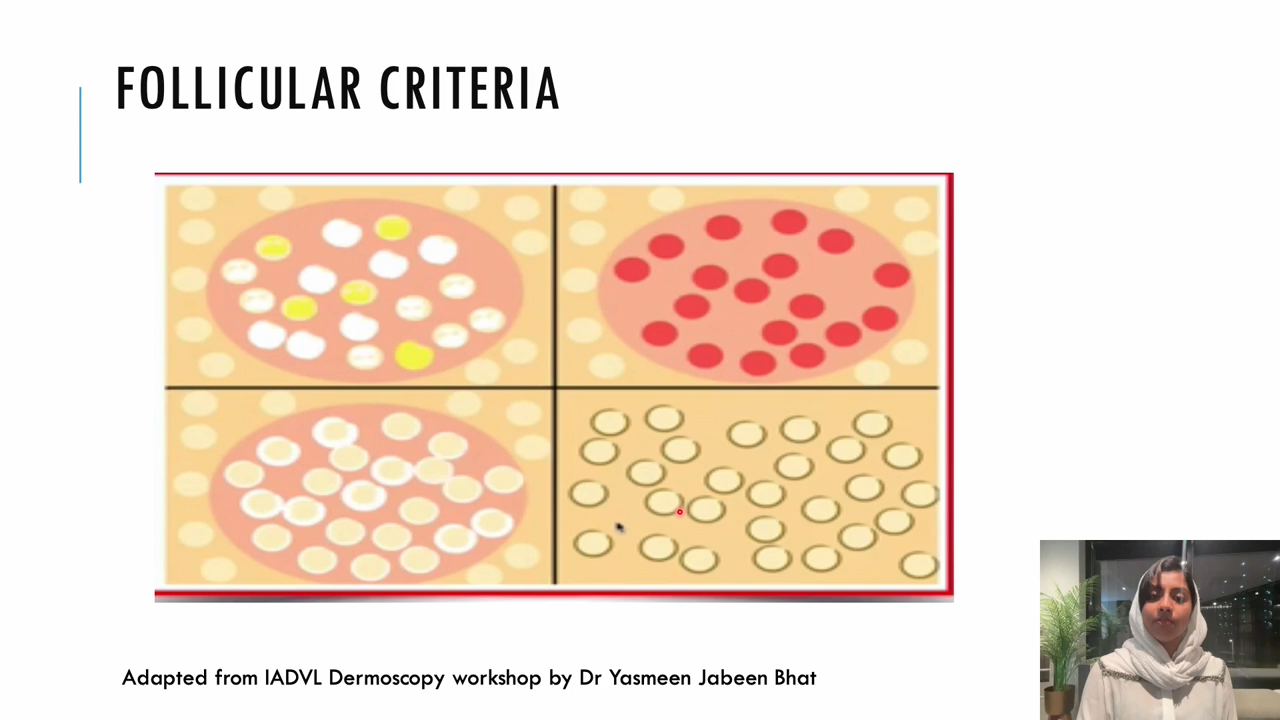 FOLLICULAR CRITERIA
Adapted from IADVL Dermoscopy workshop by Dr Yasmeen Jabeen Bhat